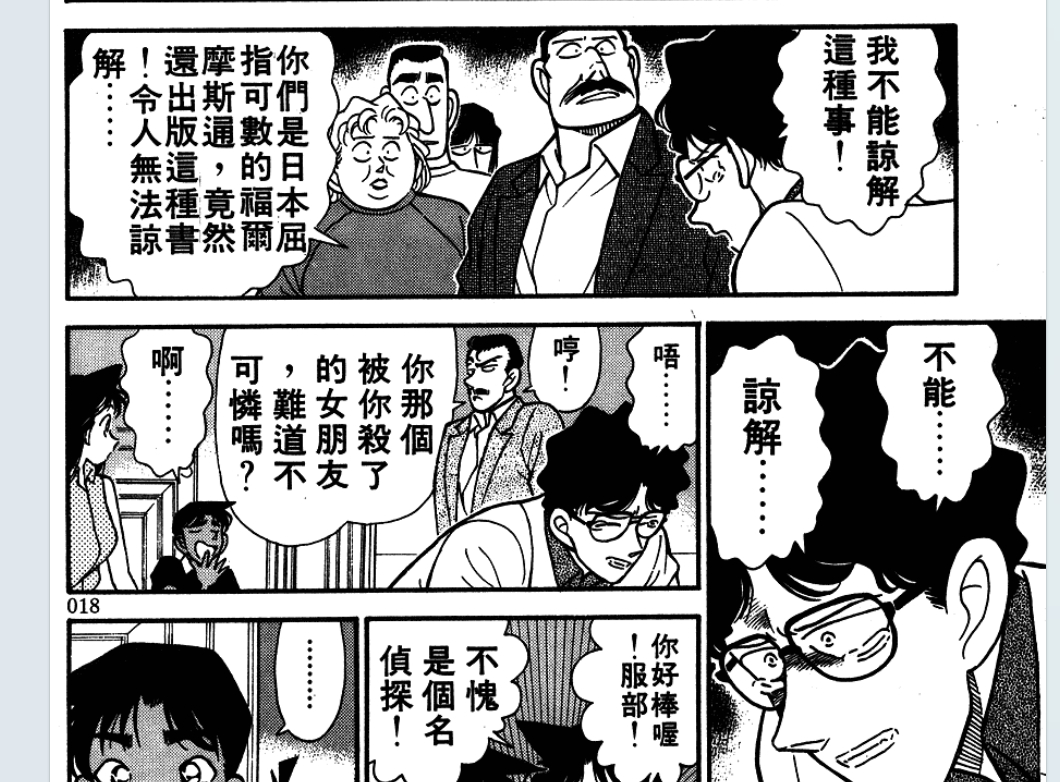 我不能諒解
這種事！
你們是日本屈
指可數的福爾
摩斯通，竟然
還出版這種書
！令人無法諒
解……
不能……
諒解……
唔……
哼！
你那個
被你殺了
的女朋友
，難道不
可憐嗎？
啊……
018
你好棒喔
！服部！
不愧
是個名
偵探！
……